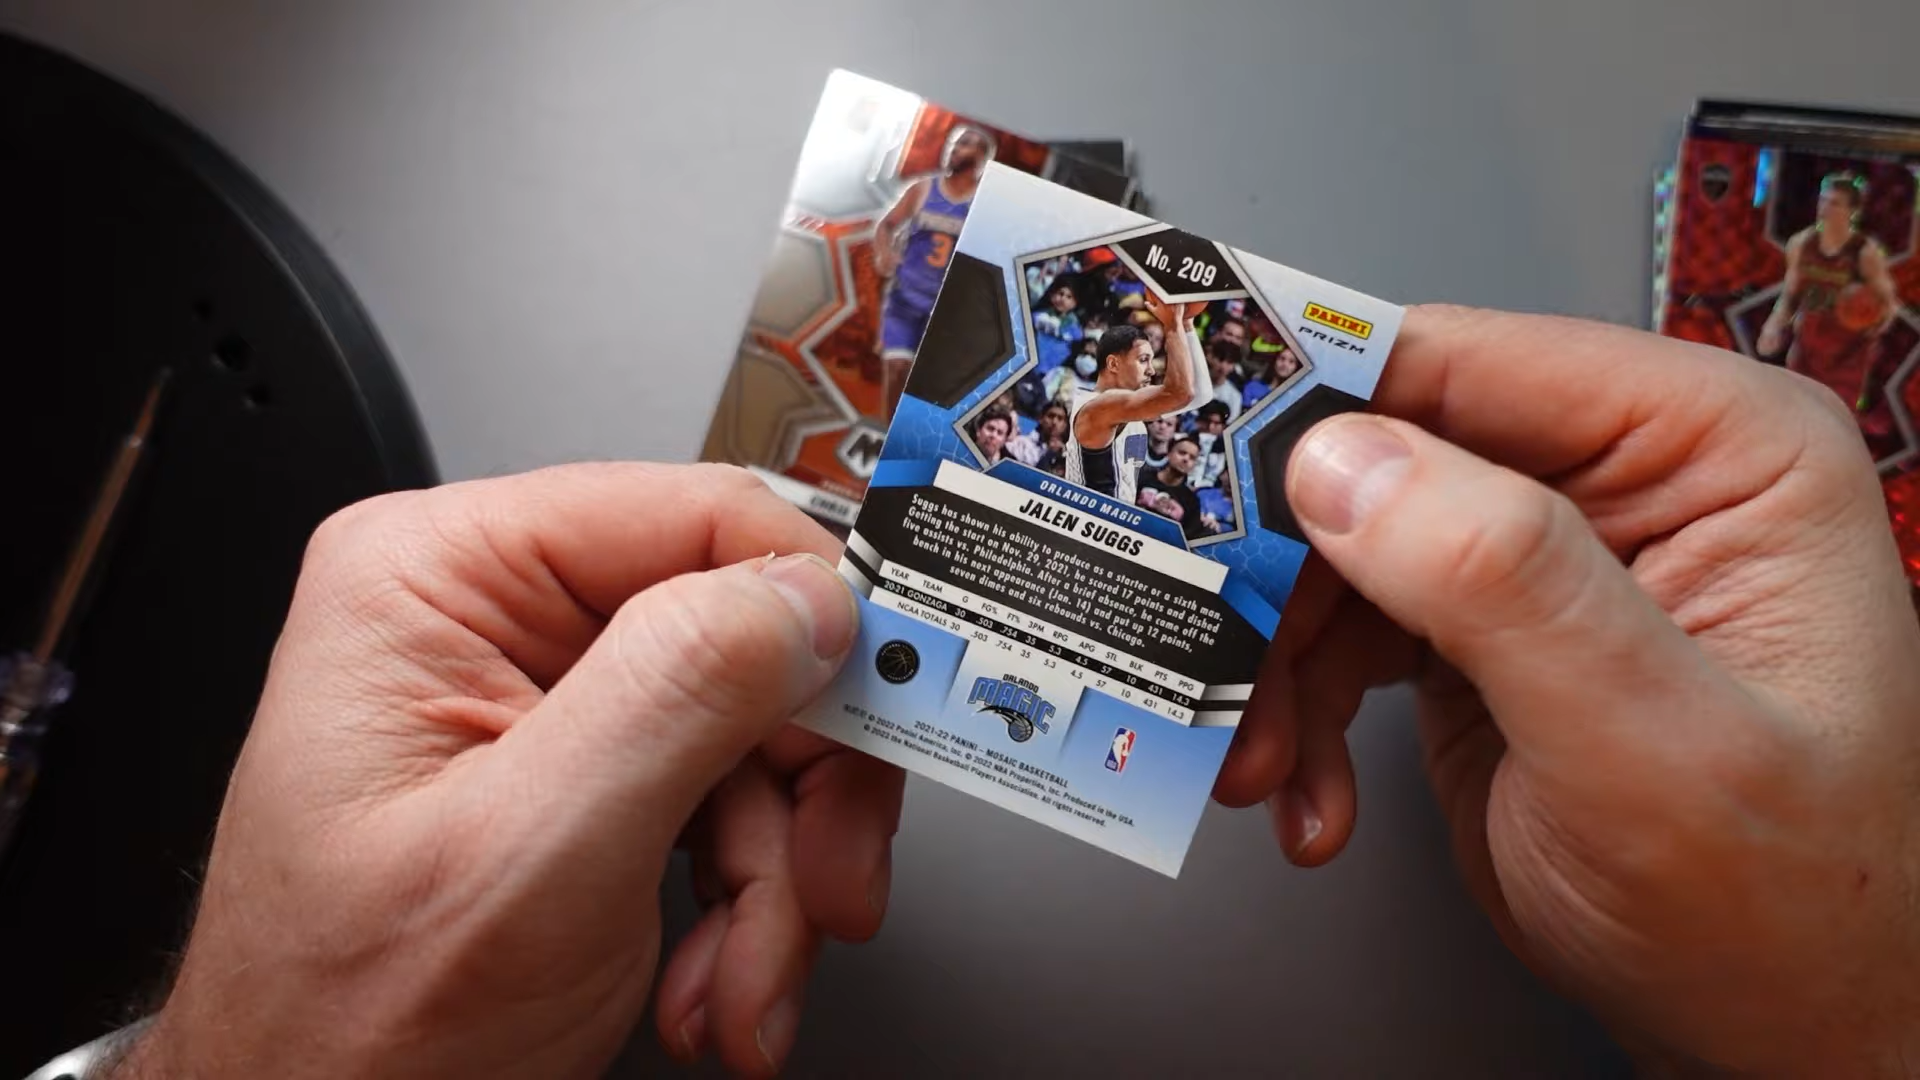 No. 209
PANINI
PRIZM
ORLANDO MAGIC
JALEN SUGGS
Suggs has shown his ability to produce as a starter or a sixth man.
Getting the start on Nov. 29, 2021, he scored 17 points and dished
five assists vs. Philadelphia. After a brief absence, he came off the
bench in his next appearance (Jan. 14) and put up 12 points,
seven dimes and six rebounds vs. Chicago.
YEAR TEAM G FG% FT% 3PM RPG APG STL BLK PTS PPG
20-21 GONZAGA 30 .503 .754 35 5.3 4.5 57 10 431 14.3
NCAA TOTALS 30 .503 .754 35 5.3 4.5 57 10 431 14.3
ORLANDO
MAGIC
2021-22 PANINI – MOSAIC BASKETBALL
© 2022 Panini America, Inc. © 2022 NBA Properties, Inc. Produced in the USA.
© 2022 the National Basketball Players Association. All rights reserved.
CHRIS
3